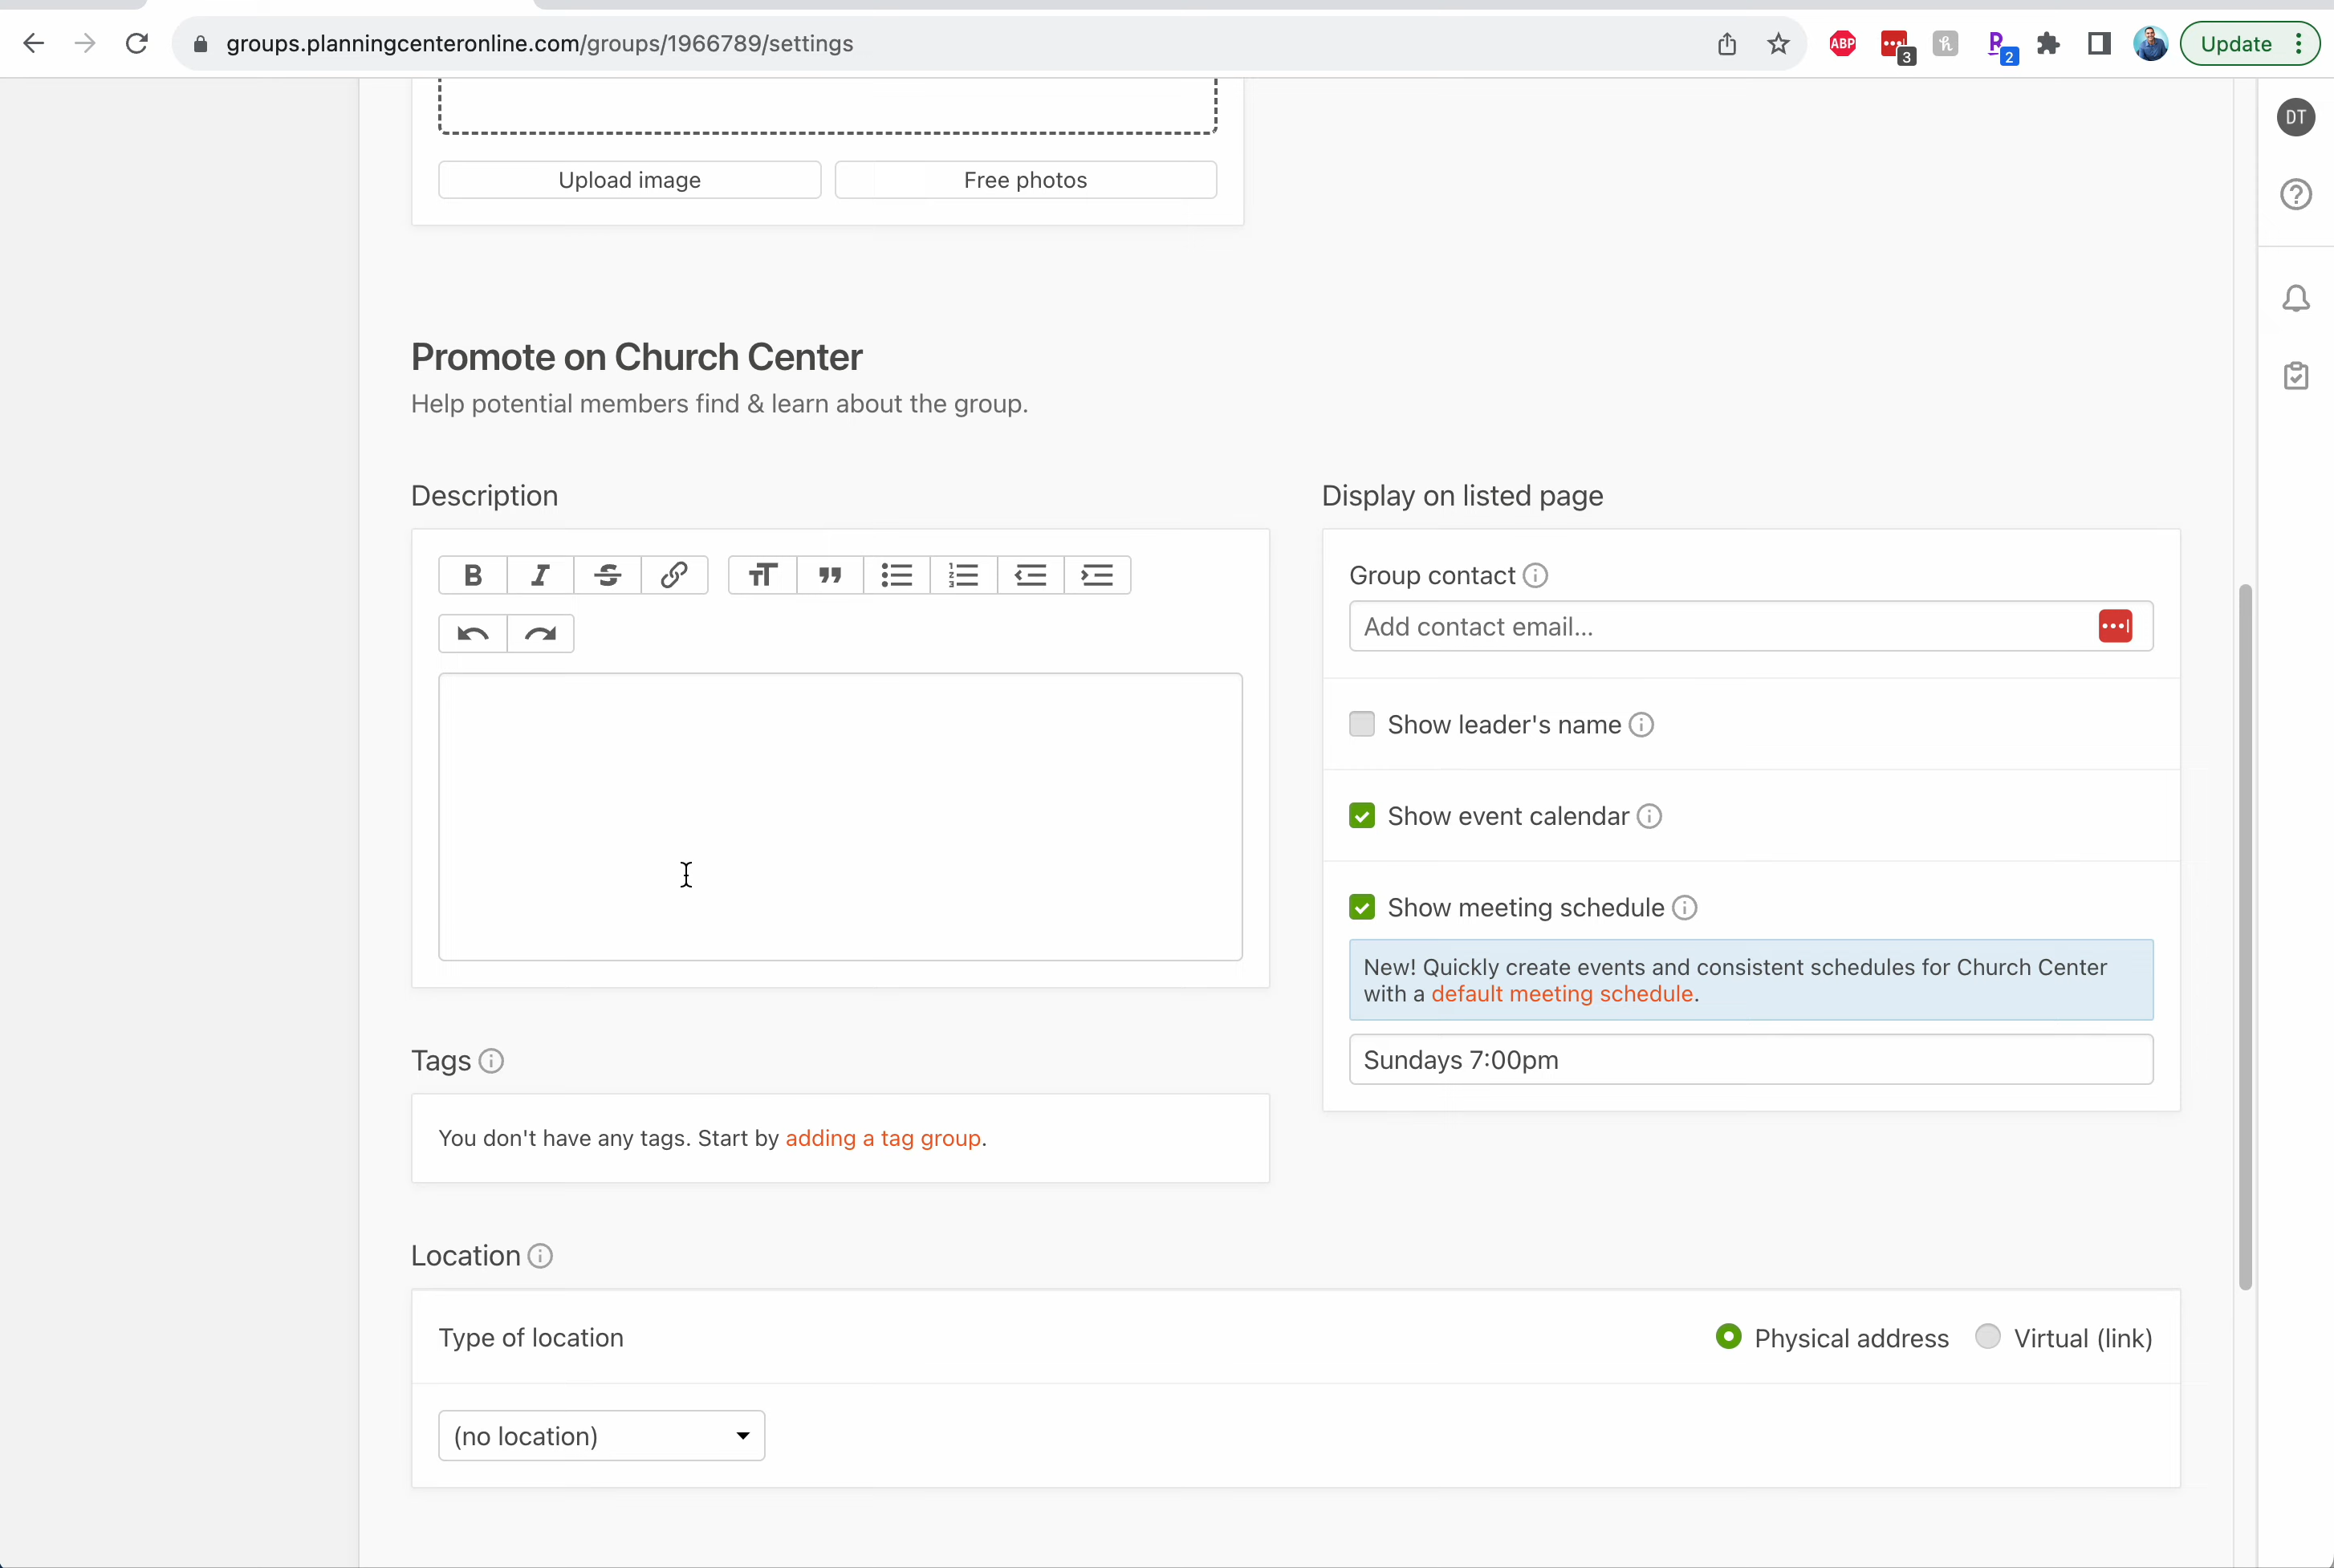 groups.planningcenteronline.com/groups/1966789/settings
ABP
3
2
Update
DT
Upload image
Free photos
Promote on Church Center
Help potential members find & learn about the group.
Description
Display on listed page
B I S
Group contact
Add contact email...
Show leader's name
Show event calendar
Show meeting schedule
New! Quickly create events and consistent schedules for Church Center
with a default meeting schedule.
Sundays 7:00pm
Tags
You don't have any tags. Start by adding a tag group.
Location
Type of location
Physical address
Virtual (link)
(no location)